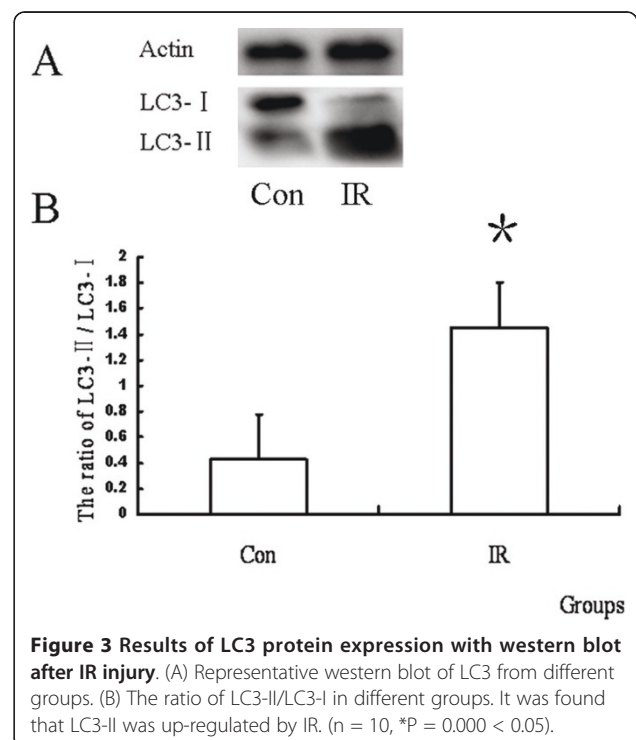 A
Actin
LC3-Ⅰ
LC3-Ⅱ
Con IR
B
*
The ratio of LC3-Ⅱ / LC3-Ⅰ
2
1.8
1.6
1.4
1.2
1
0.8
0.6
0.4
0.2
0
Con IR
Groups
Figure 3 Results of LC3 protein expression with western blot
after IR injury. (A) Representative western blot of LC3 from different
groups. (B) The ratio of LC3-II/LC3-I in different groups. It was found
that LC3-II was up-regulated by IR. (n = 10, *P = 0.000 < 0.05).